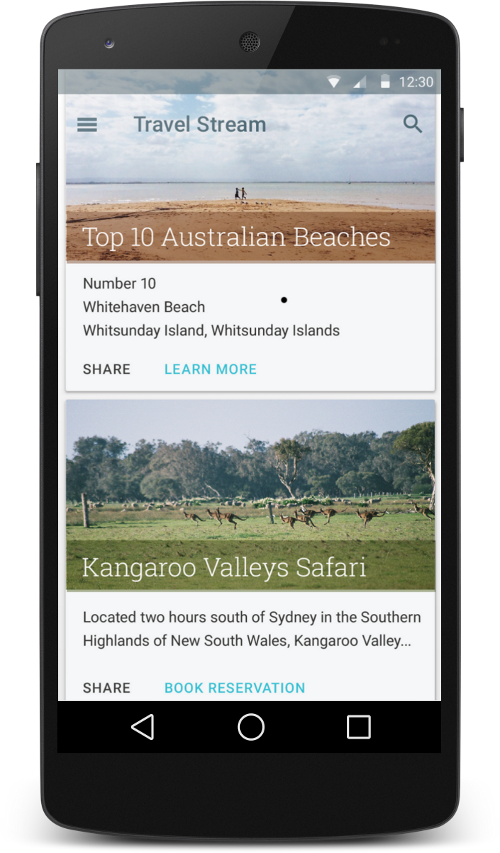 12:30
Travel Stream
Top 10 Australian Beaches
Number 10
Whitehaven Beach
Whitsunday Island, Whitsunday Islands
SHARE LEARN MORE
Kangaroo Valleys Safari
Located two hours south of Sydney in the Southern
Highlands of New South Wales, Kangaroo Valley...
SHARE BOOK RESERVATION